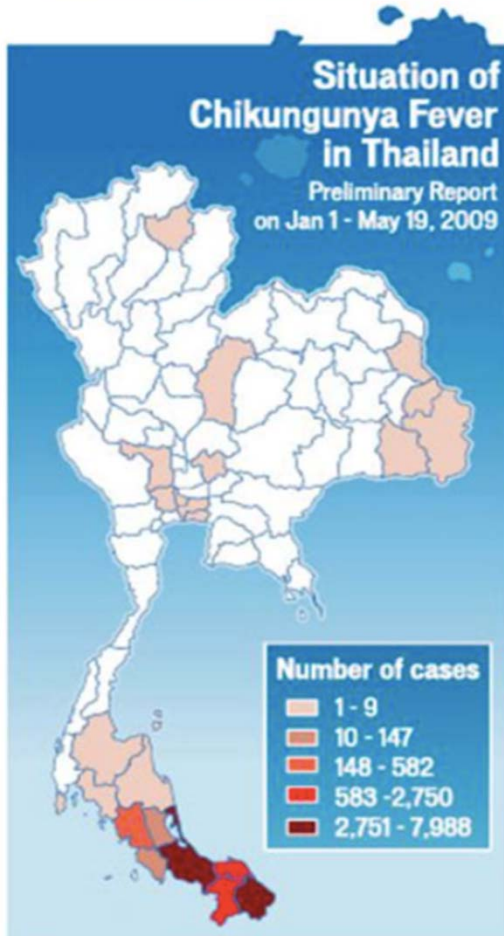 Situation of
Chikungunya Fever
in Thailand
Preliminary Report
on Jan 1 - May 19, 2009
Number of cases
1 - 9
10 - 147
148 - 582
583 -2,750
2,751 - 7,988